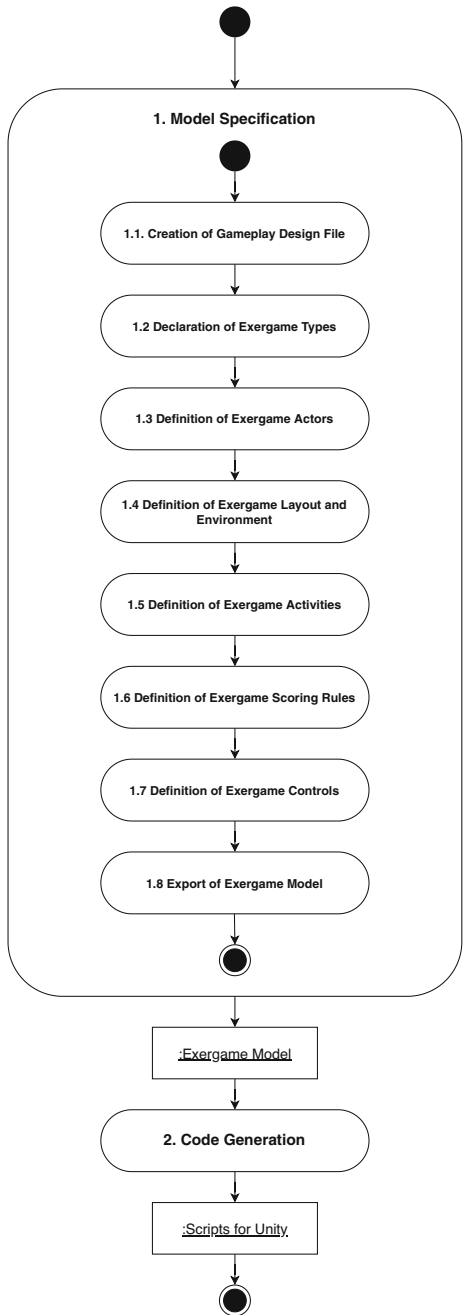 1. Model Specification
1.1. Creation of Gameplay Design File
1.2 Declaration of Exergame Types
1.3 Definition of Exergame Actors
1.4 Definition of Exergame Layout and
Environment
1.5 Definition of Exergame Activities
1.6 Definition of Exergame Scoring Rules
1.7 Definition of Exergame Controls
1.8 Export of Exergame Model
:Exergame Model
2. Code Generation
:Scripts for Unity